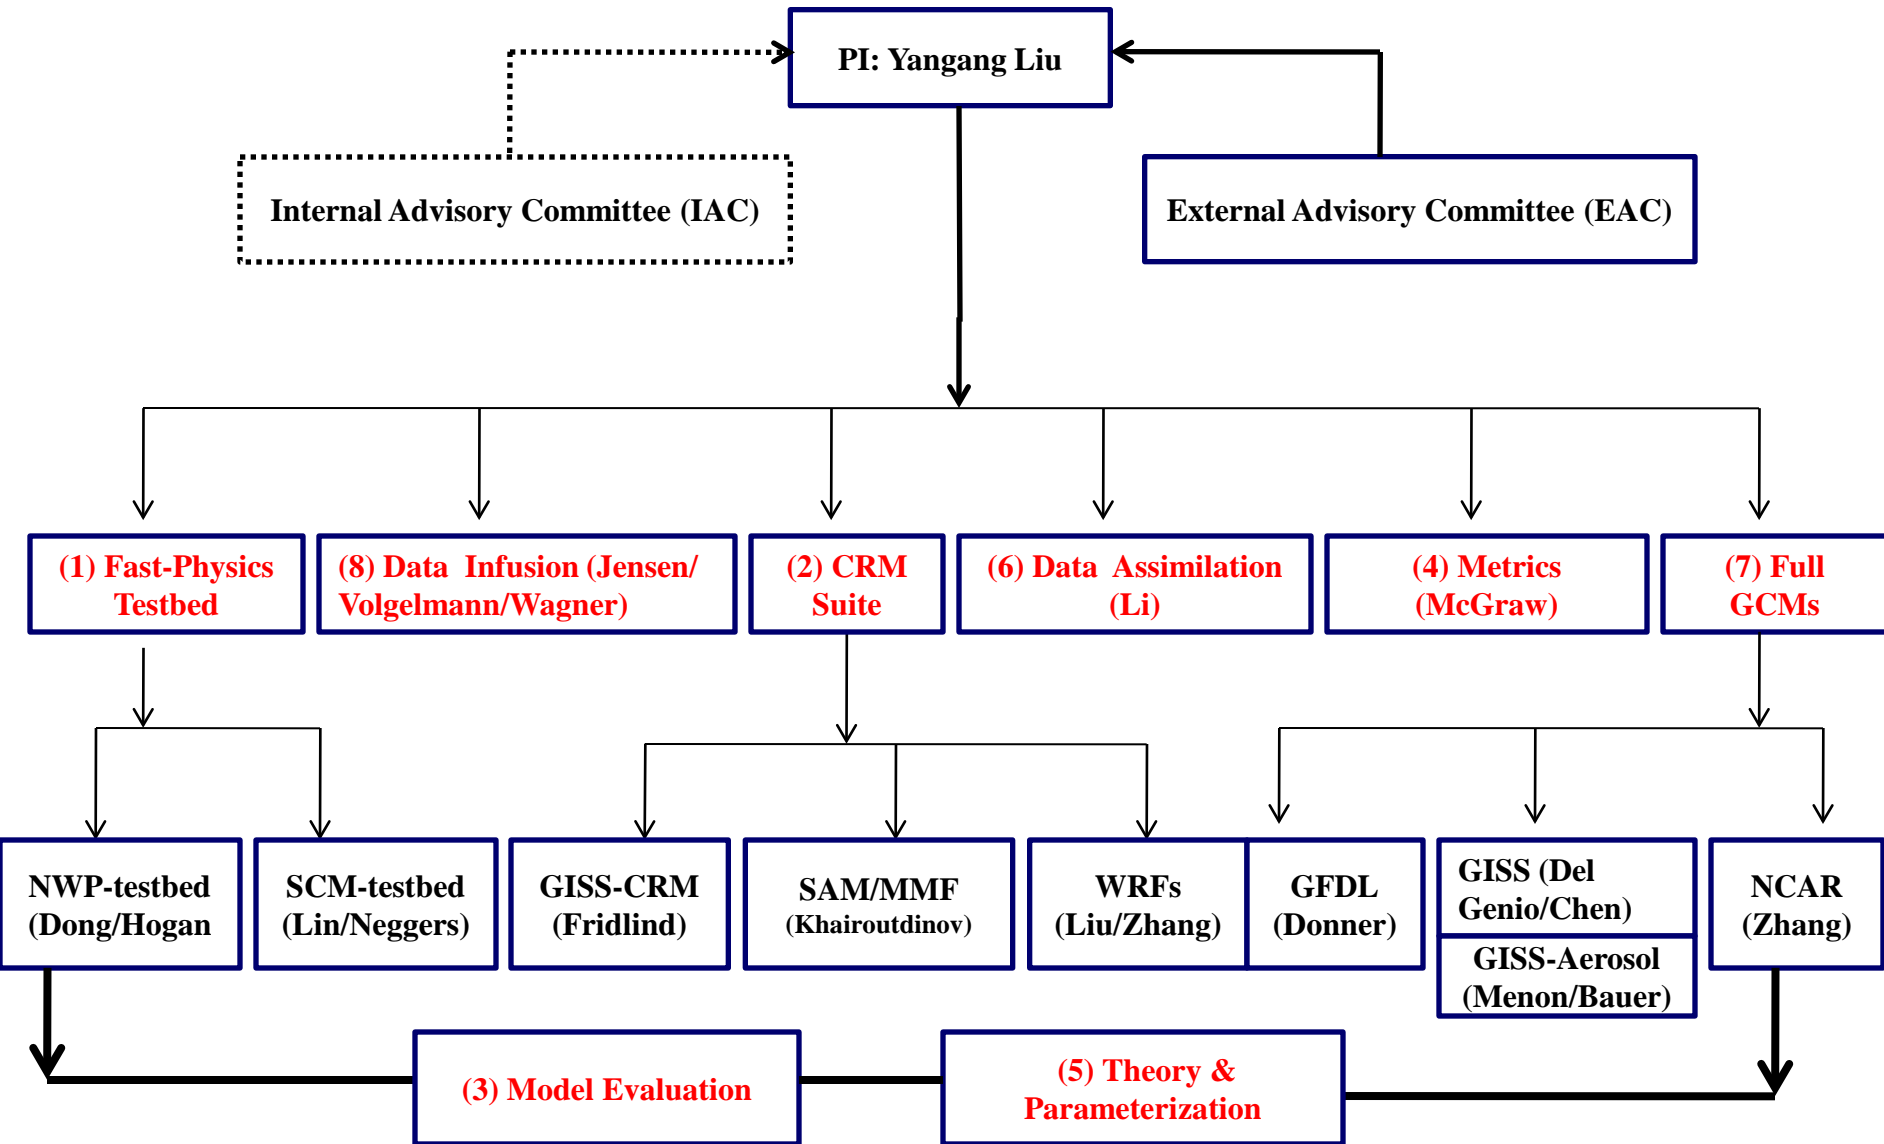 PI: Yangang Liu
Internal Advisory Committee (IAC)
External Advisory Committee (EAC)
(1) Fast-Physics
Testbed
(8) Data Infusion (Jensen/
Volgelmann/Wagner)
(2) CRM
Suite
(6) Data Assimilation
(Li)
(4) Metrics
(McGraw)
(7) Full
GCMs
NWP-testbed
(Dong/Hogan
SCM-testbed
(Lin/Neggers)
GISS-CRM
(Fridlind)
SAM/MMF
(Khairoutdinov)
WRFs
(Liu/Zhang)
GFDL
(Donner)
GISS (Del
Genio/Chen)
GISS-Aerosol
(Menon/Bauer)
NCAR
(Zhang)
(3) Model Evaluation
(5) Theory &
Parameterization